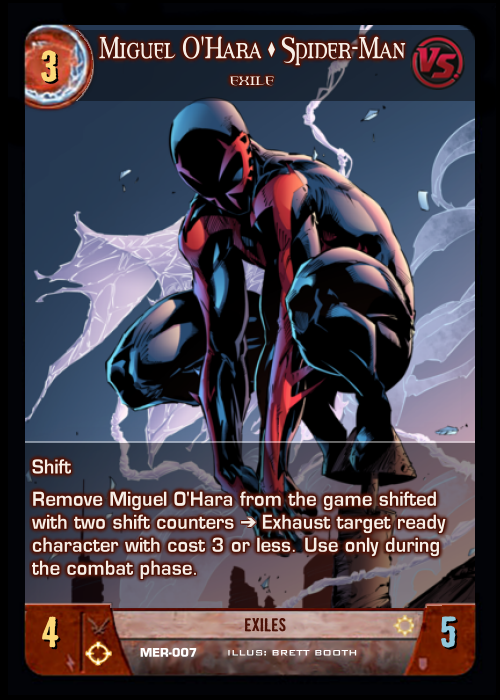 3
MIGUEL O'HARA ♦ SPIDER-MAN
VS
EXILE
Shift
Remove Miguel O'Hara from the game shifted
with two shift counters ➔ Exhaust target ready
character with cost 3 or less. Use only during
the combat phase.
4
EXILES
5
MER-007 ILLUS: BRETT BOOTH